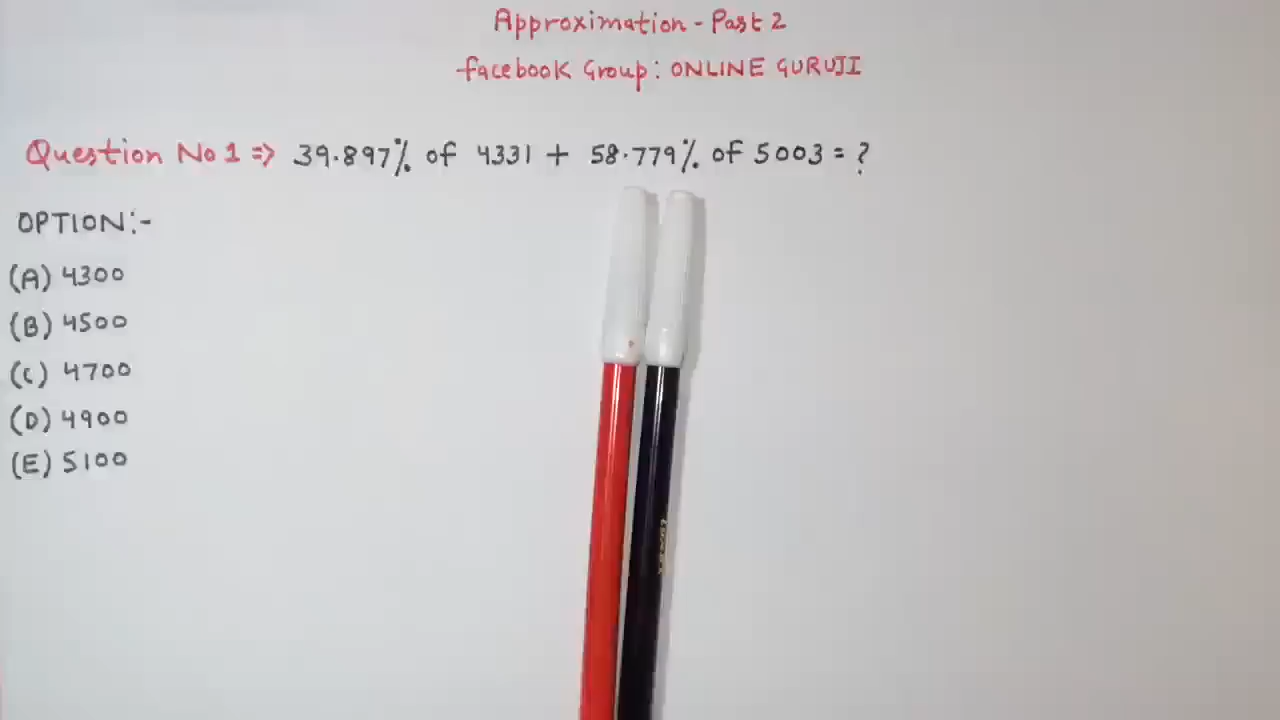 Approximation - Part 2
facebook Group: ONLINE GURUJI
Question No 1 => 39.897% of 4331 + 58.779% of 5003 = ?
OPTION:-
(A) 4300
(B) 4500
(C) 4700
(D) 4900
(E) 5100